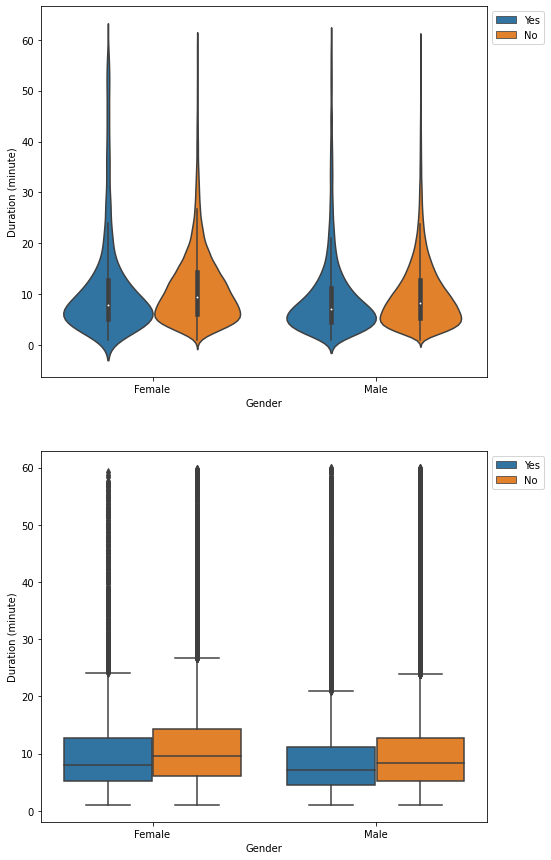 60
50
40
30
20
10
0
Duration (minute)
Female
Male
Gender
Yes
No
60
50
40
30
20
10
0
Duration (minute)
Female
Male
Gender
Yes
No